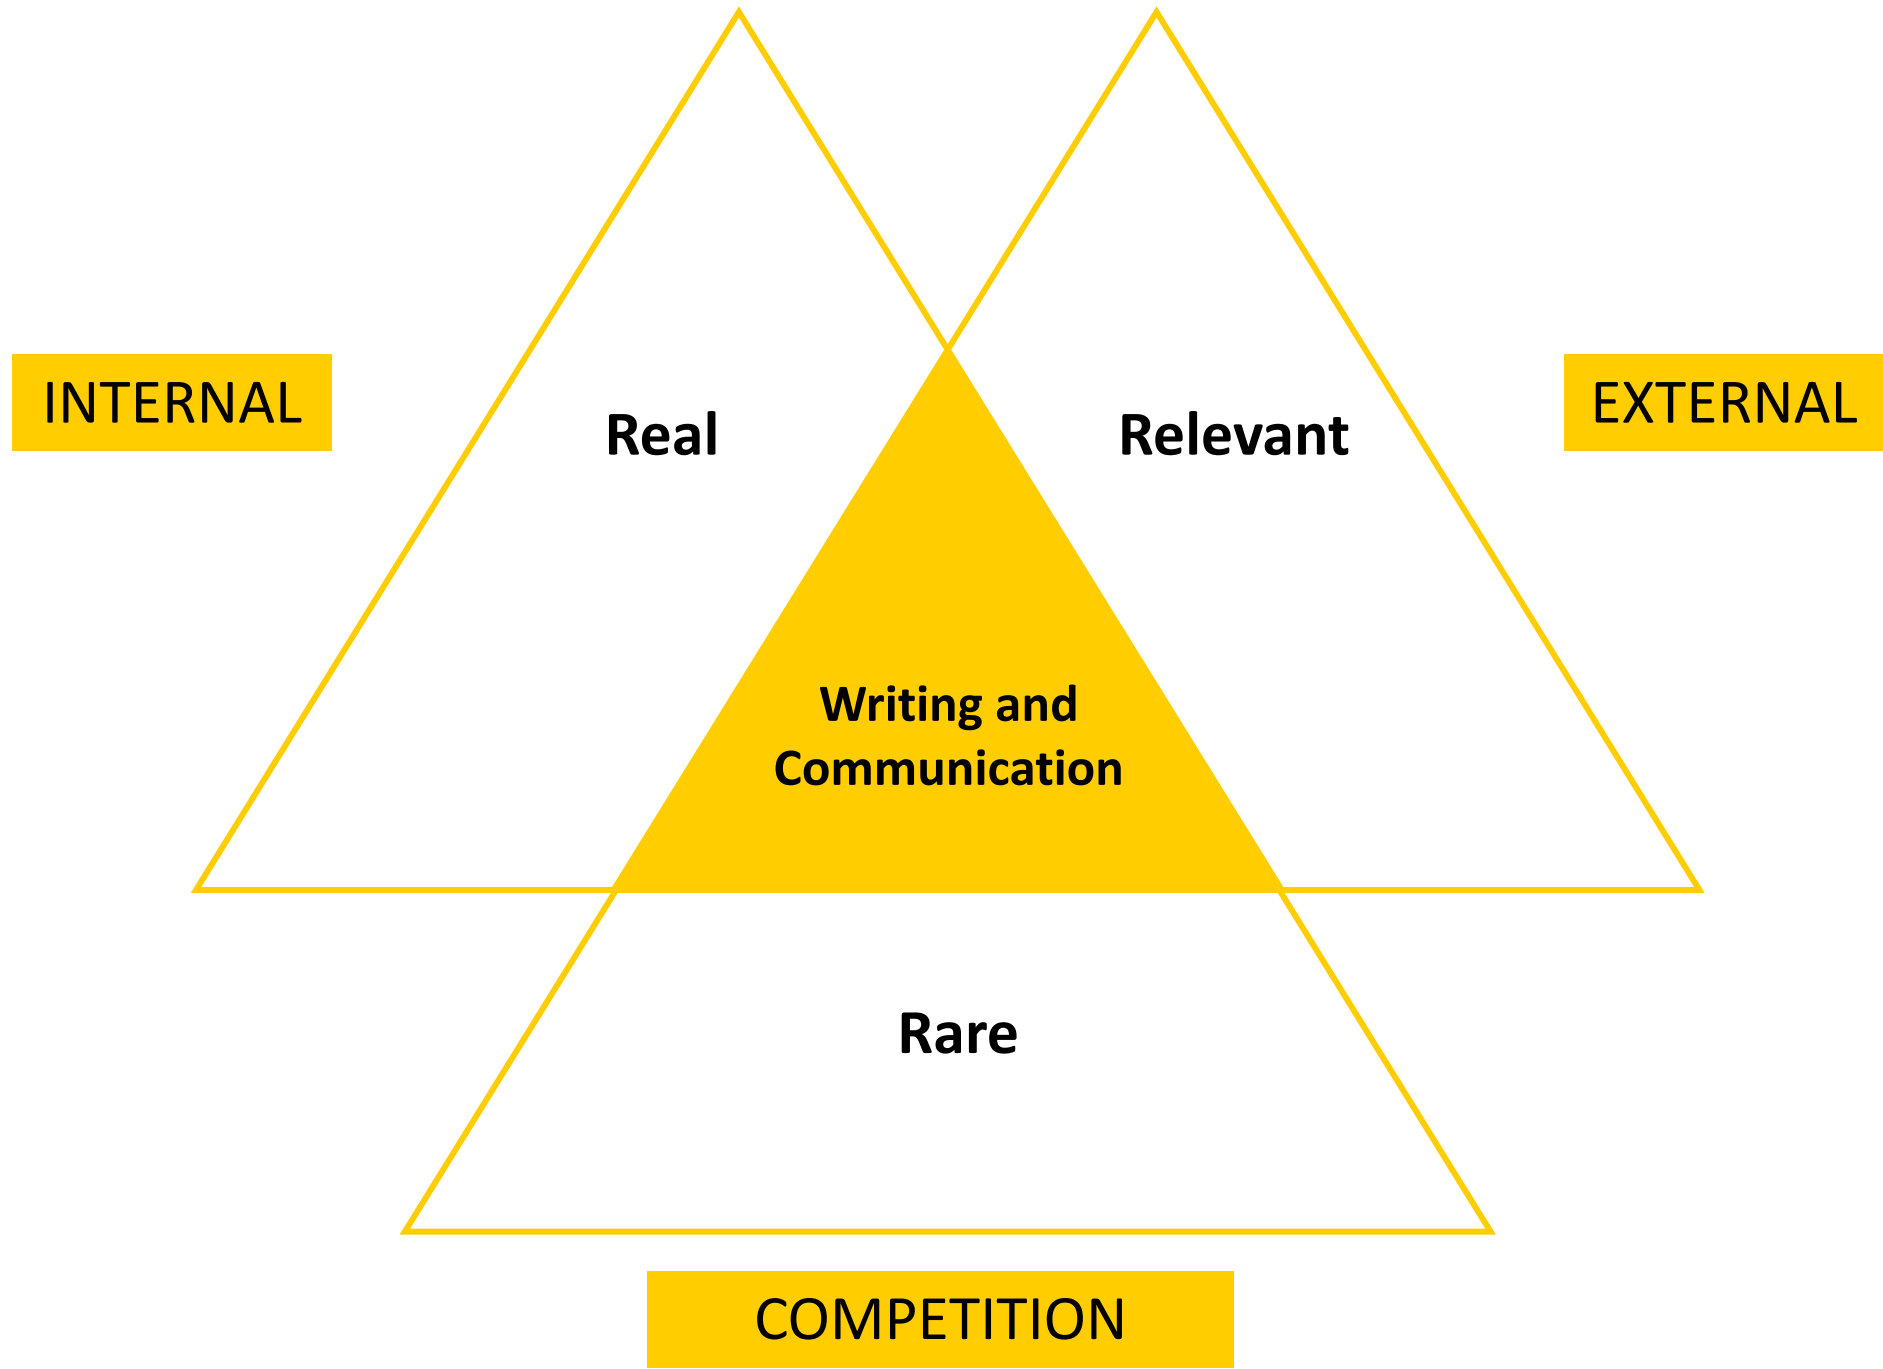 INTERNAL
EXTERNAL
Real
Relevant
Writing and
Communication
Rare
COMPETITION